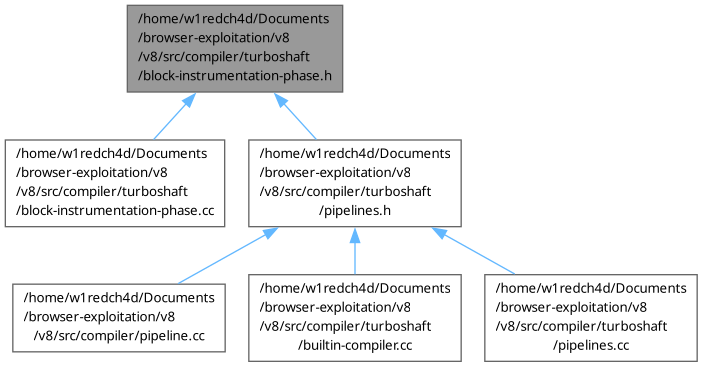 /home/w1redch4d/Documents
/browser-exploitation/v8
/v8/src/compiler/turboshaft
/block-instrumentation-phase.h
/home/w1redch4d/Documents
/browser-exploitation/v8
/v8/src/compiler/turboshaft
/block-instrumentation-phase.cc
/home/w1redch4d/Documents
/browser-exploitation/v8
/v8/src/compiler/turboshaft
/pipelines.h
/home/w1redch4d/Documents
/browser-exploitation/v8
/v8/src/compiler/pipeline.cc
/home/w1redch4d/Documents
/browser-exploitation/v8
/v8/src/compiler/turboshaft
/builtin-compiler.cc
/home/w1redch4d/Documents
/browser-exploitation/v8
/v8/src/compiler/turboshaft
/pipelines.cc